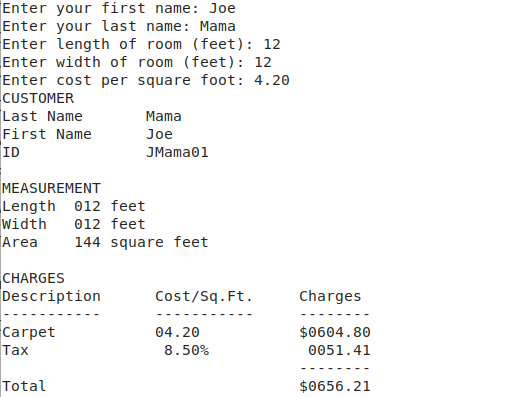 Enter your first name: Joe
Enter your last name: Mama
Enter length of room (feet): 12
Enter width of room (feet): 12
Enter cost per square foot: 4.20
CUSTOMER
Last Name       Mama
First Name      Joe
ID              JMama01

MEASUREMENT
Length  012 feet
Width   012 feet
Area    144 square feet

CHARGES
Description      Cost/Sq.Ft.     Charges
-----------      -----------     --------
Carpet           04.20           $0604.80
Tax               8.50%           0051.41
                                 --------
Total                            $0656.21